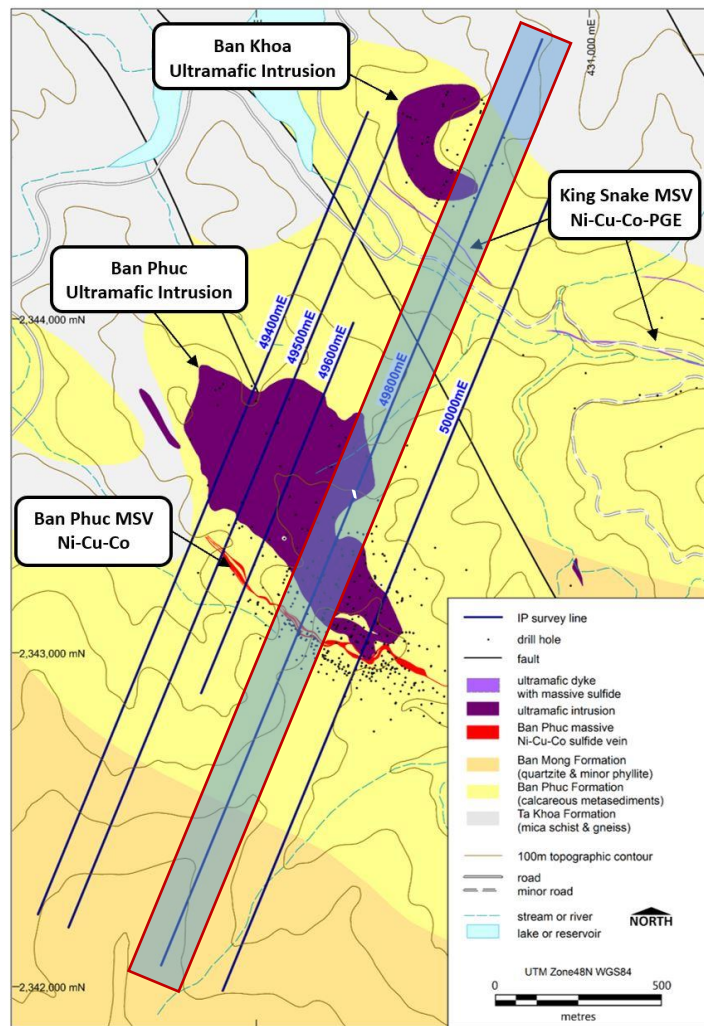 431,000 mE
Ban Khoa
Ultramafic Intrusion
King Snake MSV
Ni-Cu-Co-PGE
Ban Phuc
Ultramafic Intrusion
2,344,000 mN
49400mE
49500mE
49600mE
49800mE
50000mE
Ban Phuc MSV
Ni-Cu-Co
2,343,000 mN
2,342,000 mN
IP survey line
drill hole
fault
ultramafic dyke
with massive sulfide
ultramafic intrusion
Ban Phuc massive
Ni-Cu-Co sulfide vein
Ban Mong Formation
(quartzite & minor phyllite)
Ban Phuc Formation
(calcareous metasediments)
Ta Khoa Formation
(mica schist & gneiss)
100m topographic contour
road
minor road
stream or river
lake or reservoir
NORTH
UTM Zone48N WGS84
0
500
metres